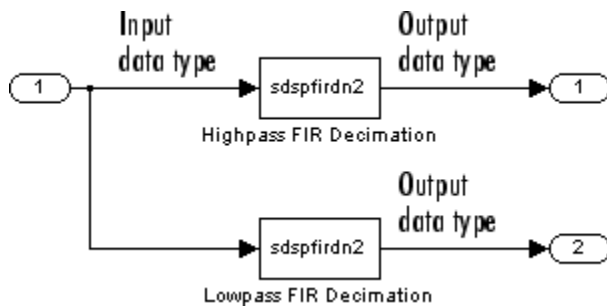 Input
data type
Output
data type
1
sdspfirdn2
1
Highpass FIR Decimation
Output
data type
sdspfirdn2
2
Lowpass FIR Decimation